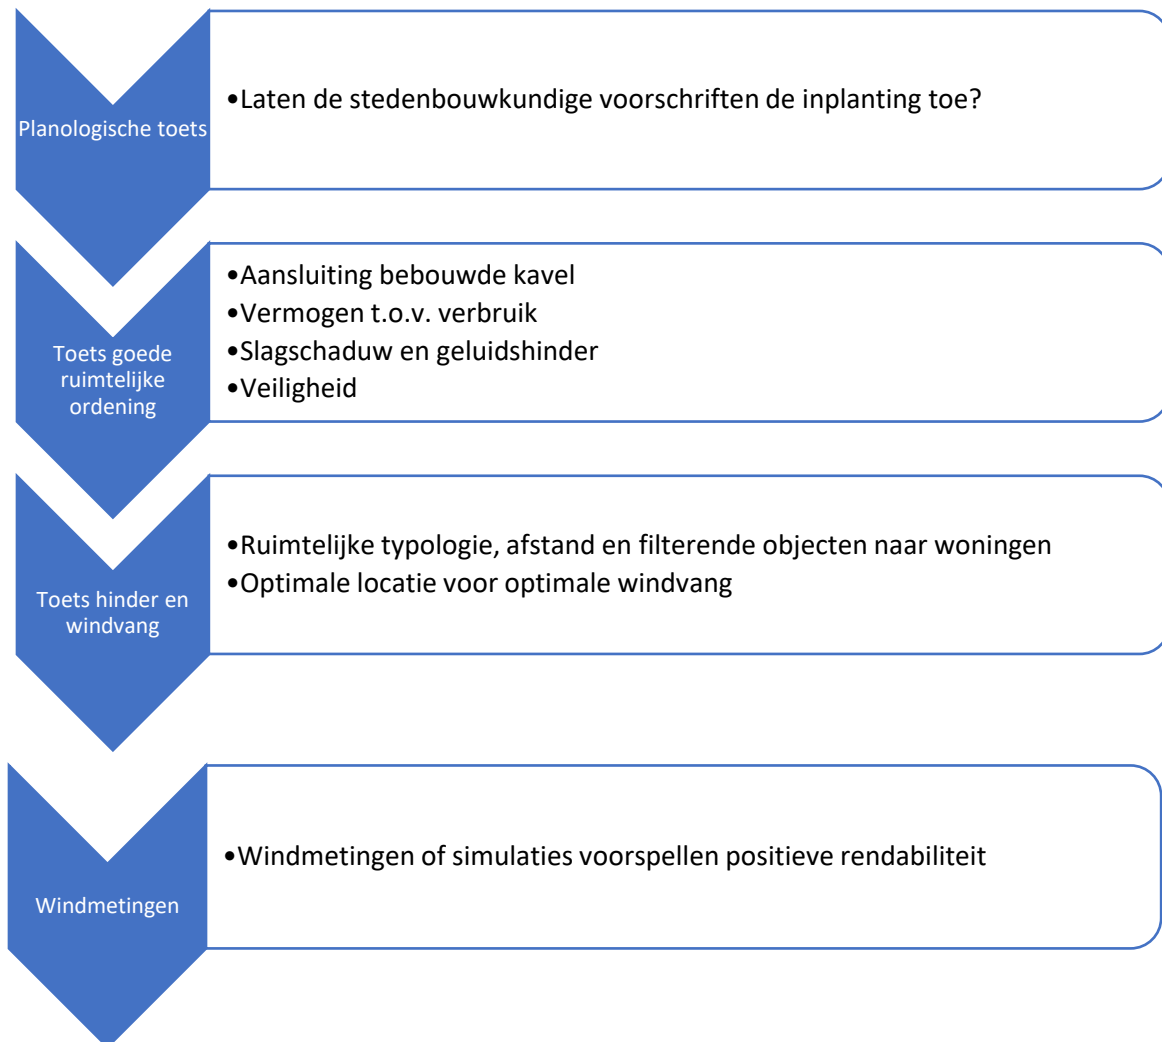 Planologische toets
•Laten de stedenbouwkundige voorschriften de inplanting toe?
Toets goede
ruimtelijke
ordening
•Aansluiting bebouwde kavel
•Vermogen t.o.v. verbruik
•Slagschaduw en geluidshinder
•Veiligheid
Toets hinder en
windvang
•Ruimtelijke typologie, afstand en filterende objecten naar woningen
•Optimale locatie voor optimale windvang
Windmetingen
•Windmetingen of simulaties voorspellen positieve rendabiliteit